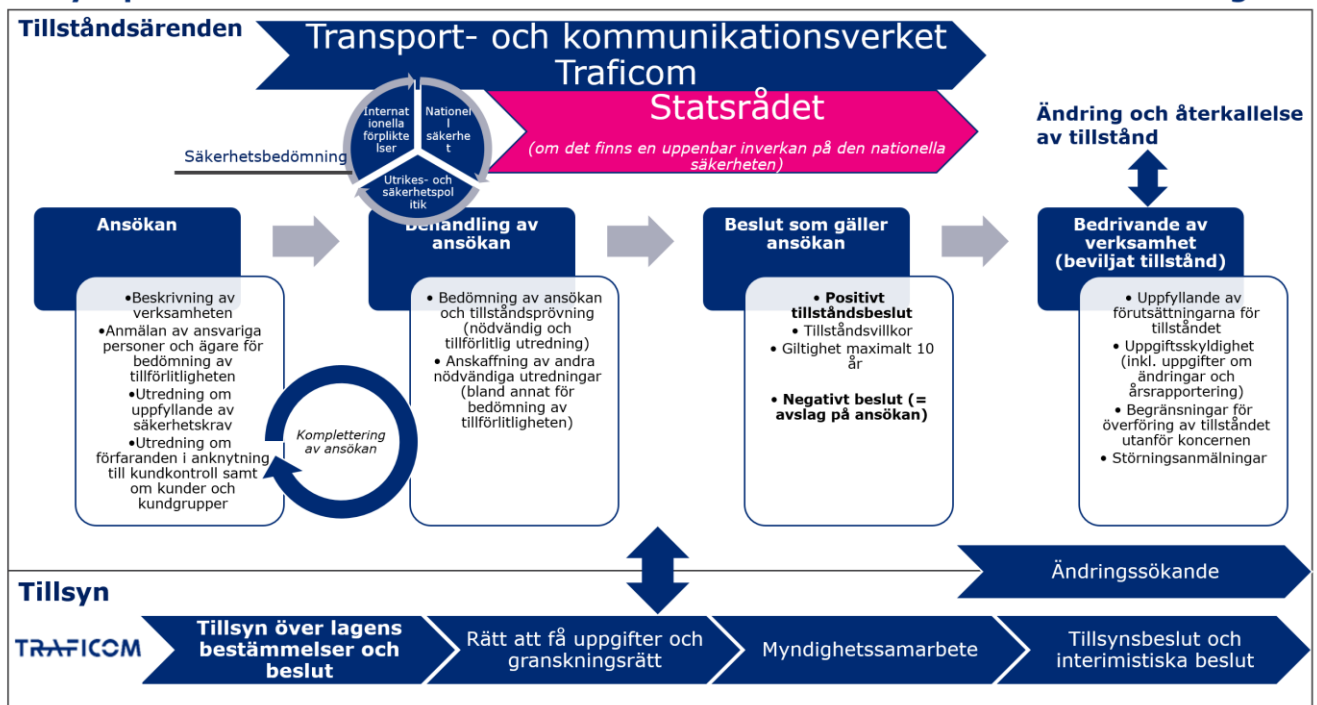 Tillståndsärenden
Transport- och kommunikationsverket
Traficom
Statsrådet
(om det finns en uppenbar inverkan på den nationella
säkerheten)
Internat
ionella
förplikte
lser
Natione
l
säkerhe
t
Utrikes- och
säkerhetspol
itik
Säkerhetsbedömning
Ändring och återkallelse
av tillstånd
Ansökan
•Beskrivning av
verksamheten
•Anmälan av ansvariga
personer och ägare för
bedömning av
tillförlitligheten
•Utredning om
uppfyllande av
säkerhetskrav
•Utredning om
förfaranden i anknytning
till kundkontroll samt
om kunder och
kundgrupper
Komplettering
av ansökan
Behandling av
ansökan
• Bedömning av ansökan
och tillståndsprövning
(nödvändig och
tillförlitlig utredning)
• Anskaffning av andra
nödvändiga utredningar
(bland annat för
bedömning av
tillförlitligheten)
Beslut som gäller
ansökan
• Positivt
tillståndsbeslut
• Tillståndsvillkor
• Giltighet maximalt 10
år
• Negativt beslut (=
avslag på ansökan)
Bedrivande av
verksamhet
(beviljat tillstånd)
• Uppfyllande av
förutsättningarna för
tillståndet
• Uppgiftsskyldighet
(inkl. uppgifter om
ändringar och
årsrapportering)
• Begränsningar för
överföring av tillståndet
utanför koncernen
• Störningsanmälningar
Ändringssökande
Tillsyn
TRAFICOM
Tillsyn över lagens
bestämmelser och
beslut
Rätt att få uppgifter och
granskningsrätt
Myndighetssamarbete
Tillsynsbeslut och
interimistiska beslut